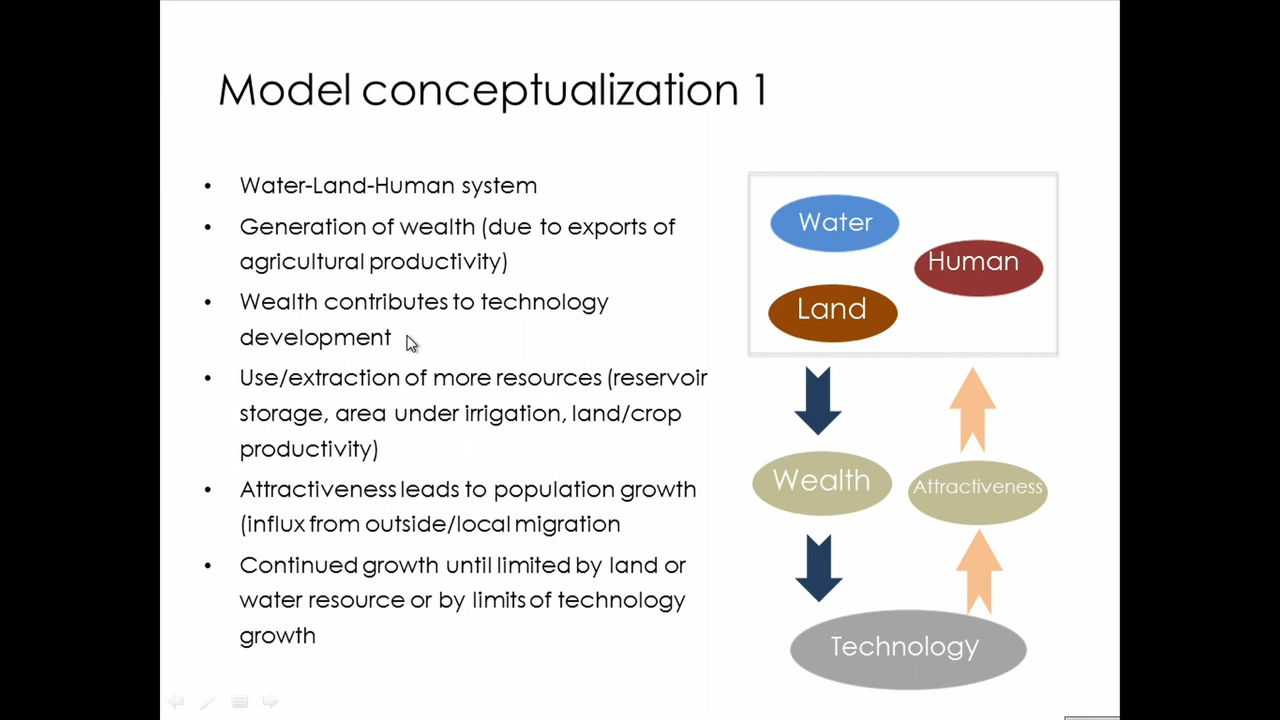 Model conceptualization 1
• Water-Land-Human system
• Generation of wealth (due to exports of
agricultural productivity)
• Wealth contributes to technology
development
• Use/extraction of more resources (reservoir
storage, area under irrigation, land/crop
productivity)
• Attractiveness leads to population growth
(influx from outside/local migration
• Continued growth until limited by land or
water resource or by limits of technology
growth
Water
Human
Land
Wealth
Attractiveness
Technology